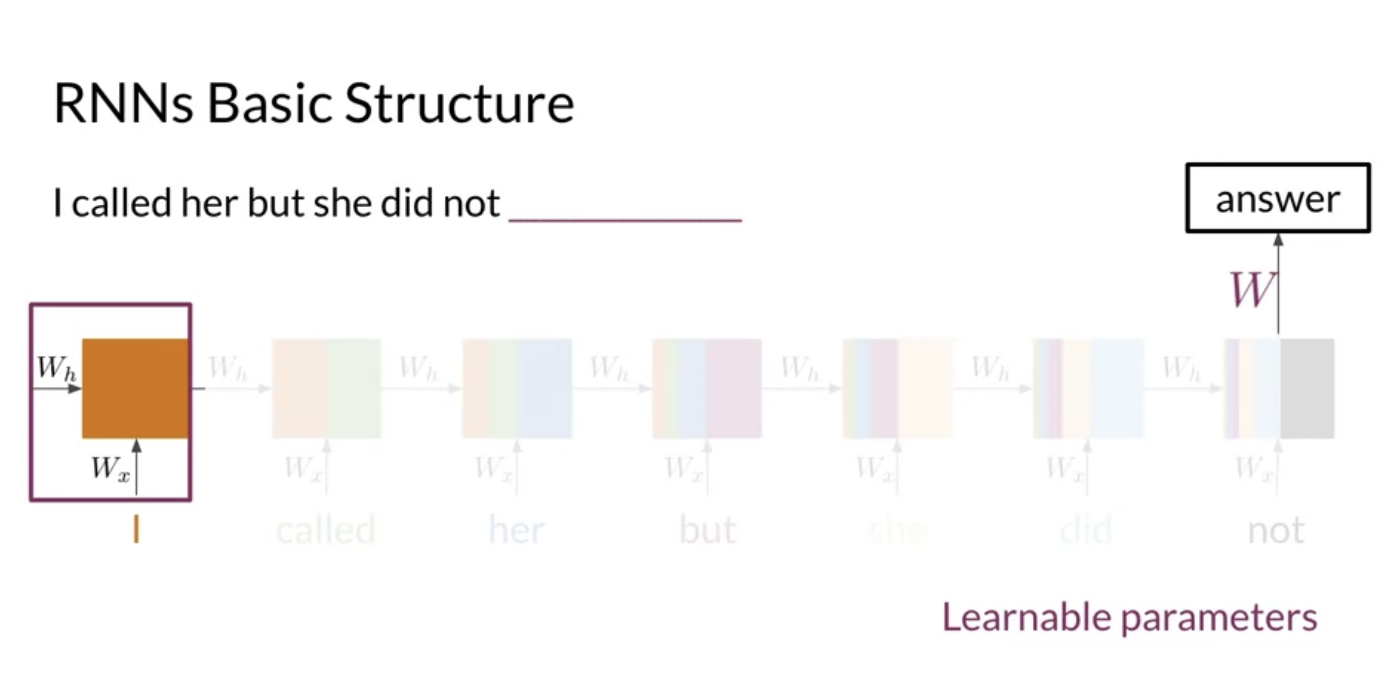 RNNs Basic Structure
I called her but she did not ____________
answer
W
W_h W_h W_h W_h W_h W_h W_h
W_x W_x W_x W_x W_x W_x W_x
I called her but she did not
Learnable parameters